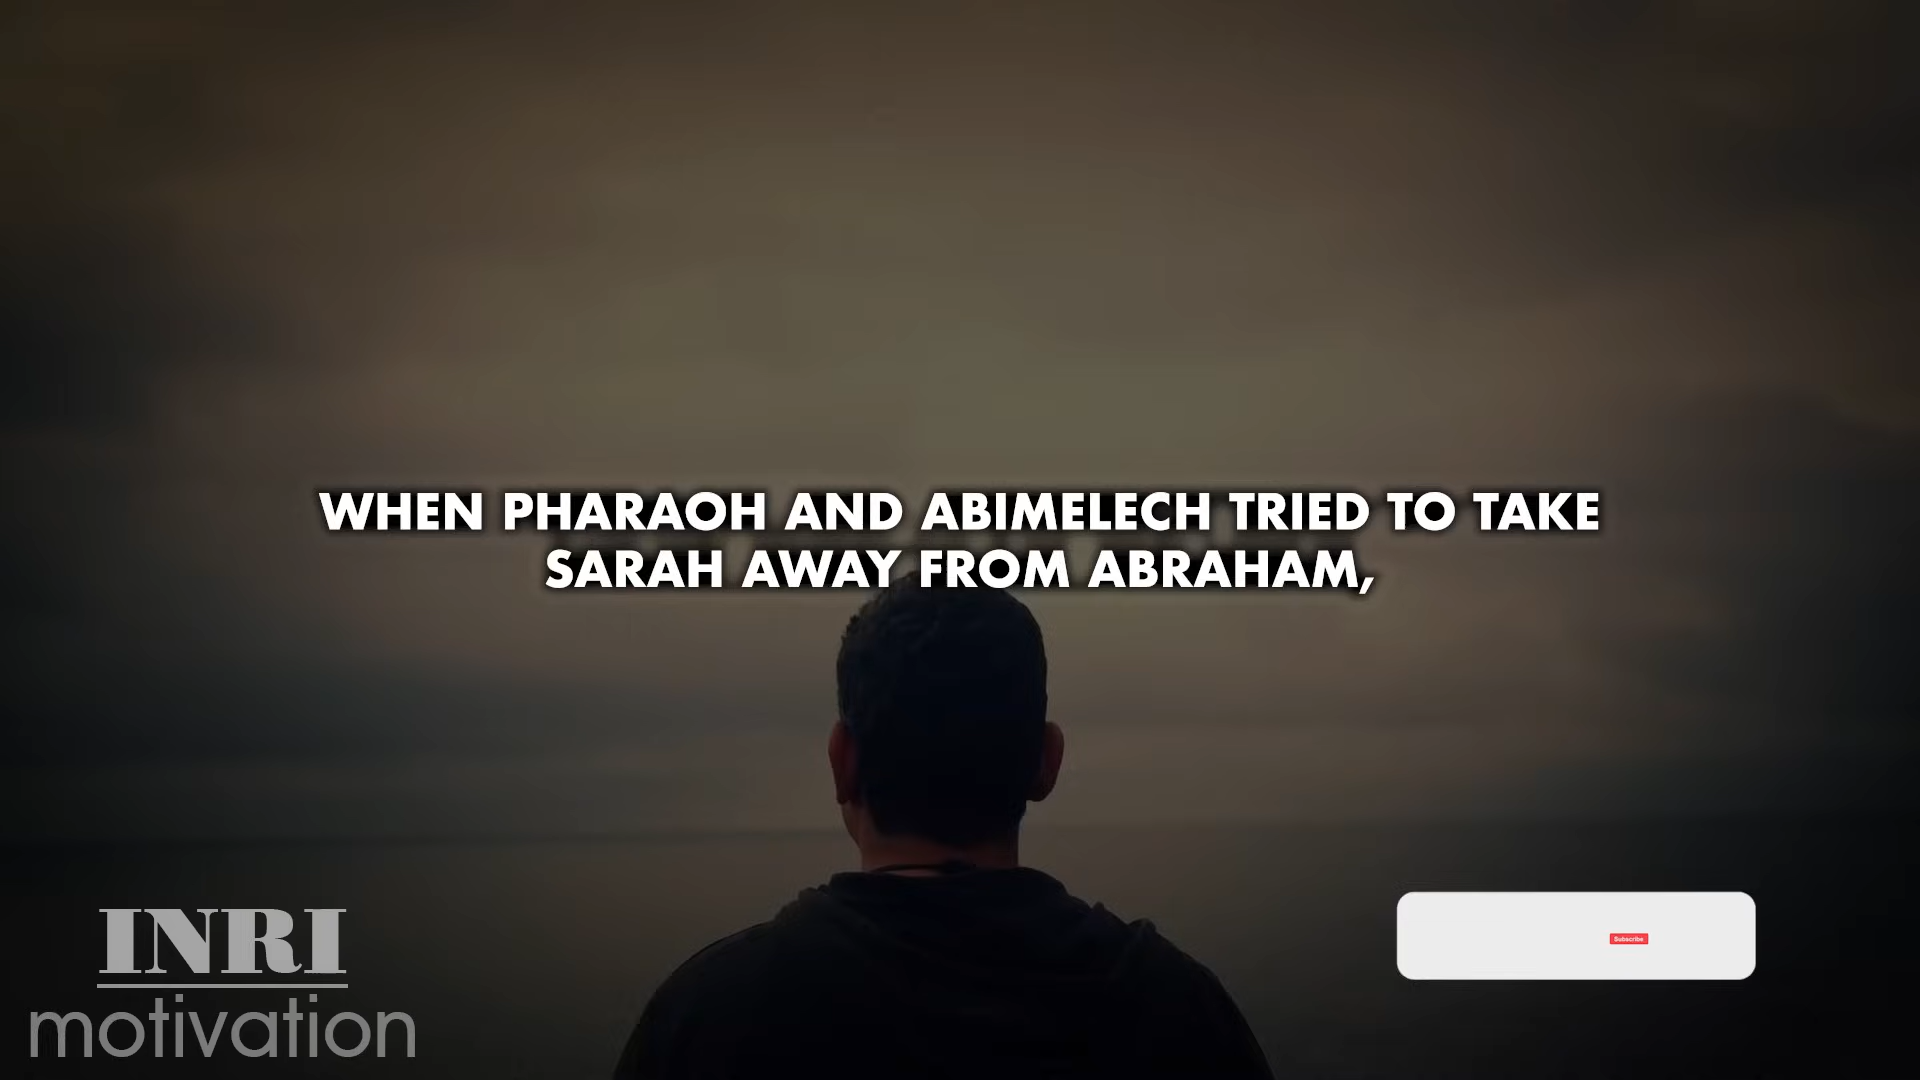 WHEN PHARAOH AND ABIMELECH TRIED TO TAKE
SARAH AWAY FROM ABRAHAM,
INRI
motivation
Subscribe